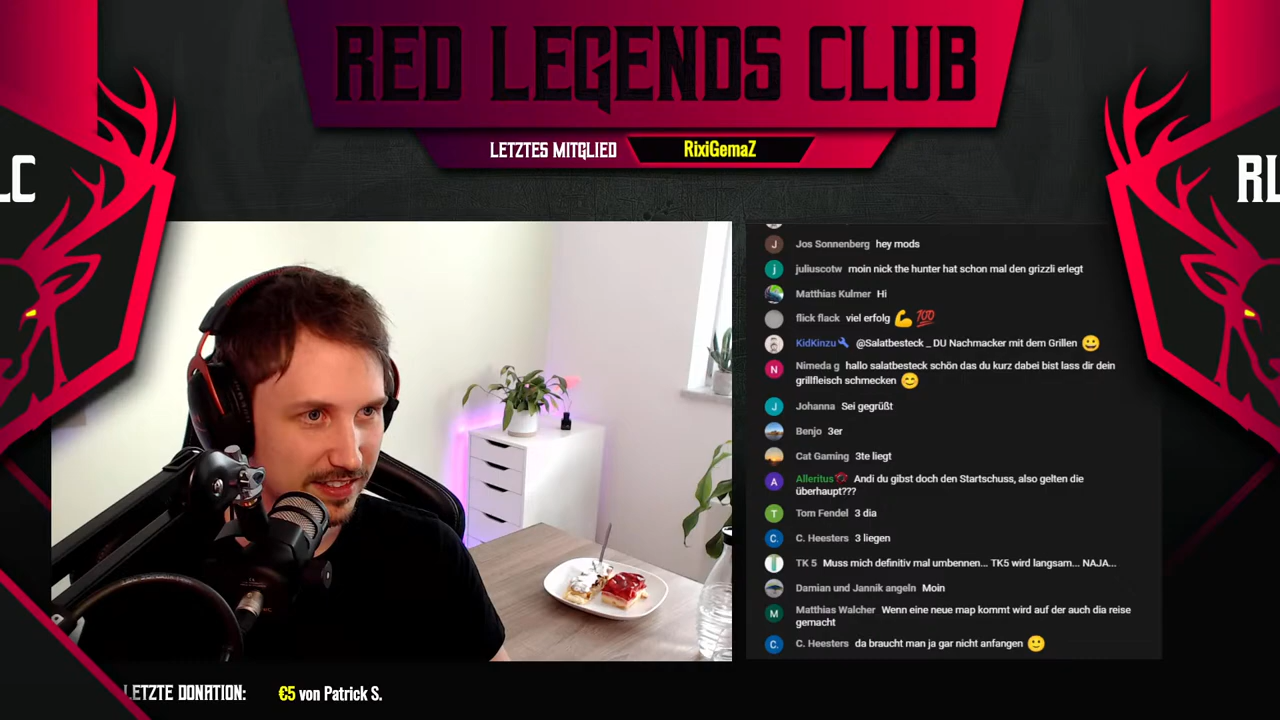 RED LEGENDS CLUB
LETZTES MITGLIED RixiGemaZ
LC
RL
Jos Sonnenberg hey mods
juliuscotw moin nick the hunter hat schon mal den grizzli erlegt
Matthias Kulmer Hi
flick flack viel erfolg 💪 💯
KidKinzu @Salatbesteck _ DU Nachmacker mit dem Grillen 😀
Nimeda g hallo salatbesteck schön das du kurz dabei bist lass dir dein
grillfleisch schmecken 😊
Johanna Sei gegrüßt
Benjo 3er
Cat Gaming 3te liegt
Alleritus Andi du gibst doch den Startschuss, also gelten die
überhaupt???
Tom Fendel 3 dia
C. Heesters 3 liegen
TK 5 Muss mich definitiv mal umbennen... TK5 wird langsam... NAJA...
Damian und Jannik angeln Moin
Matthias Walcher Wenn eine neue map kommt wird auf der auch dia reise
gemacht
C. Heesters da braucht man ja gar nicht anfangen 🙂
LETZTE DONATION: €5 von Patrick S.